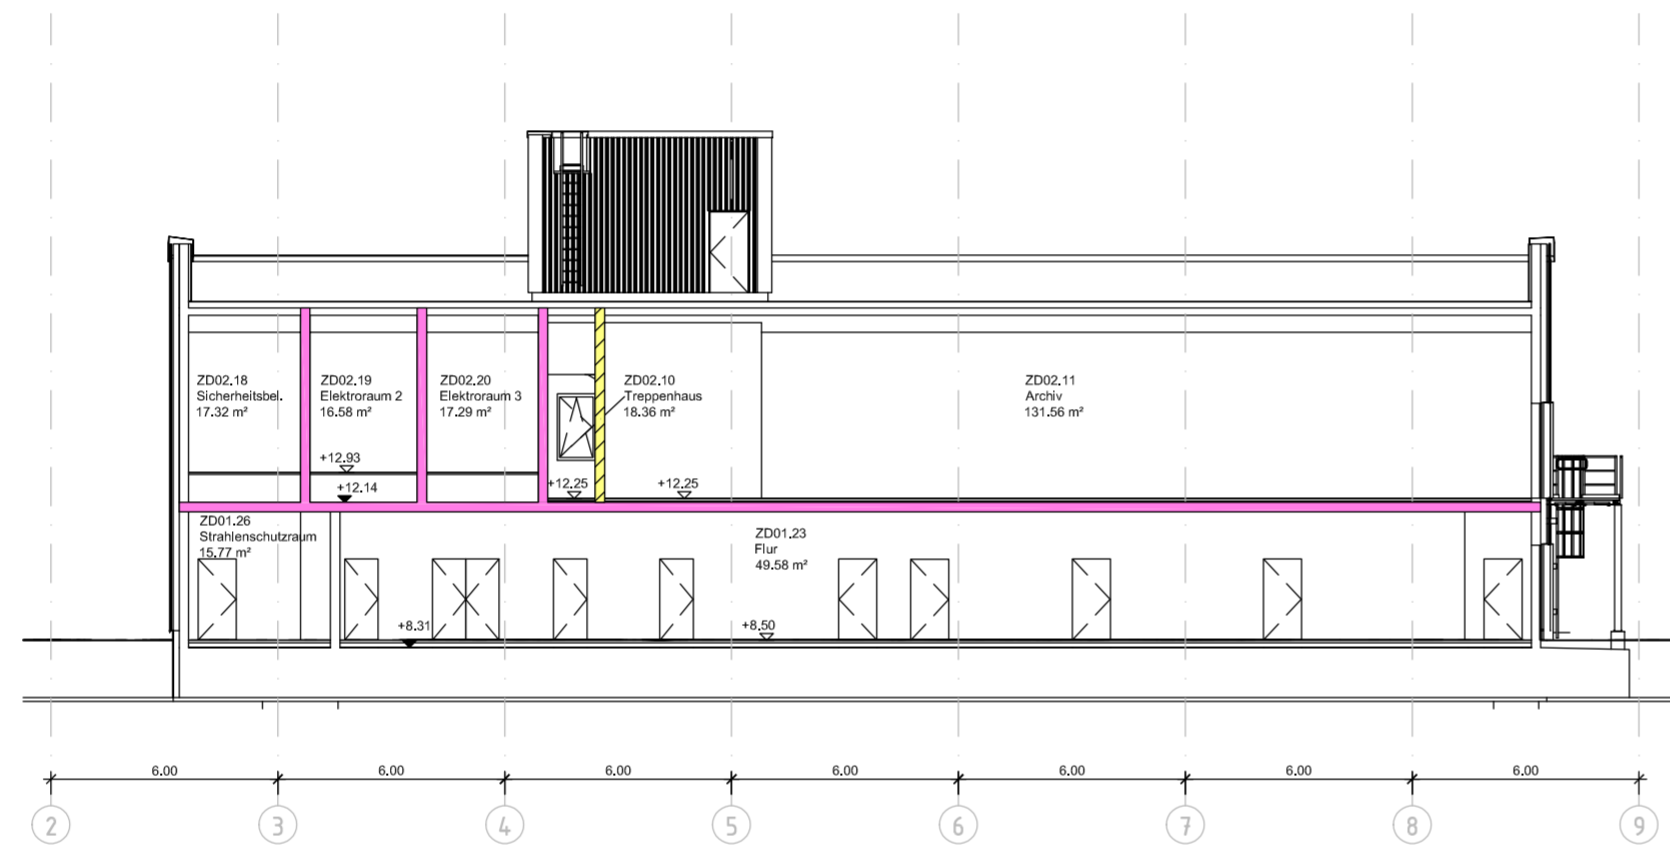 ZD02.18
Sicherheitsbel.
17.32 m²
ZD02.19
Elektroraum 2
16.58 m²
ZD02.20
Elektroraum 3
17.29 m²
ZD02.10
Treppenhaus
18.36 m²
ZD02.11
Archiv
131.56 m²
+12.93
+12.14
+12.25
+12.25
ZD01.26
Strahlenschutzraum
15.77 m²
ZD01.23
Flur
49.58 m²
+8.31
+8.50
6.00 6.00 6.00 6.00 6.00 6.00 6.00
2 3 4 5 6 7 8 9